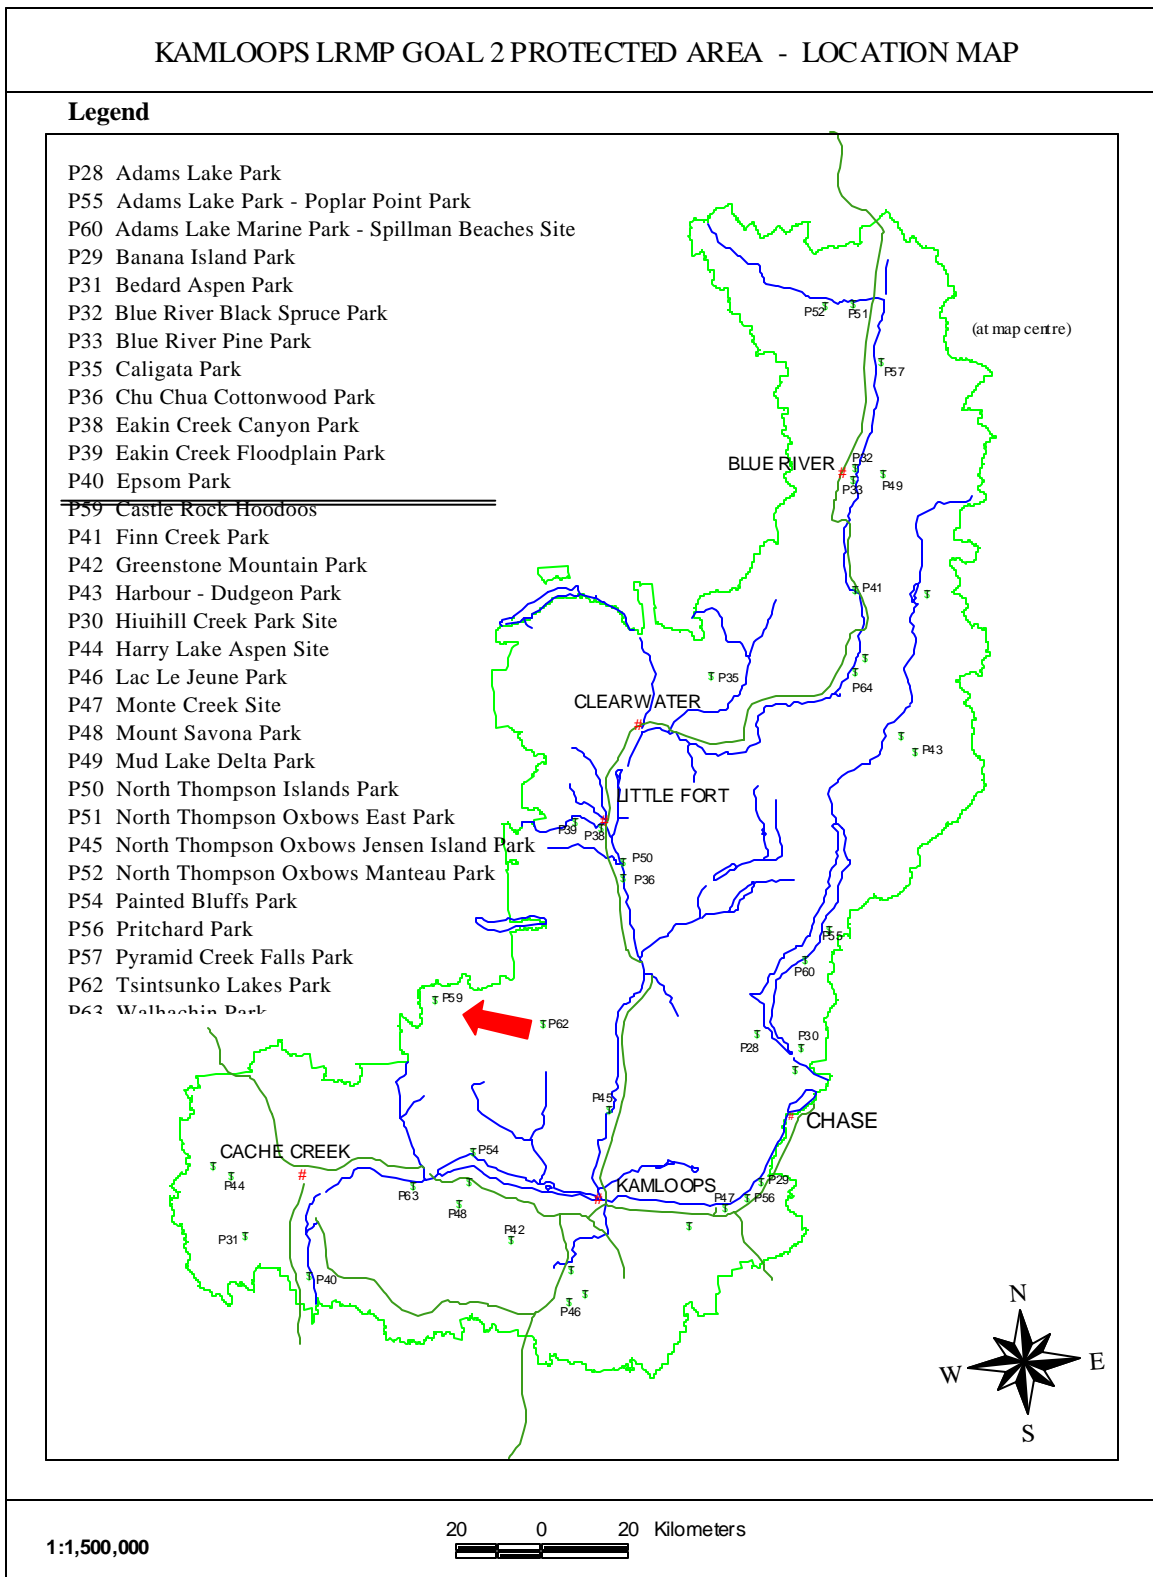 KAMLOOPS LRMP GOAL 2 PROTECTED AREA - LOCATION MAP
Legend
P28 Adams Lake Park
P55 Adams Lake Park - Poplar Point Park
P60 Adams Lake Marine Park - Spillman Beaches Site
P29 Banana Island Park
P31 Bedard Aspen Park
P32 Blue River Black Spruce Park
P33 Blue River Pine Park
P35 Caligata Park
P36 Chu Chua Cottonwood Park
P38 Eakin Creek Canyon Park
P39 Eakin Creek Floodplain Park
P40 Epsom Park
P59 Castle Rock Hoodoos
P41 Finn Creek Park
P42 Greenstone Mountain Park
P43 Harbour - Dudgeon Park
P30 Hiuihill Creek Park Site
P44 Harry Lake Aspen Site
P46 Lac Le Jeune Park
P47 Monte Creek Site
P48 Mount Savona Park
P49 Mud Lake Delta Park
P50 North Thompson Islands Park
P51 North Thompson Oxbows East Park
P45 North Thompson Oxbows Jensen Island Park
P52 North Thompson Oxbows Manteau Park
P54 Painted Bluffs Park
P56 Pritchard Park
P57 Pyramid Creek Falls Park
P62 Tsintsunko Lakes Park
P63 Walhachin Park
P52
P51
(at map centre)
P57
BLUE RIVER
#
P32
P33
P49
P41
P35
P64
CLEARWATER
#
P43
LITTLE FORT
#
P39
P38
P50
P36
P55
P60
P59
P62
P28
P30
P45
#
CHASE
CACHE CREEK
#
P54
P44
P63
KAMLOOPS
#
P29
P56
P47
P48
P42
P31
P40
P46
N
W
E
S
1:1,500,000
20 0 20 Kilometers